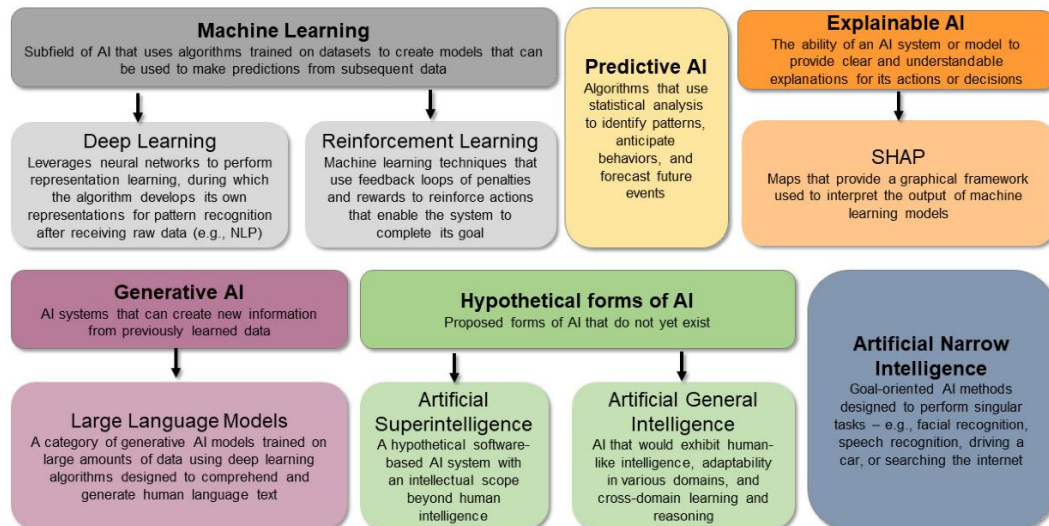 Machine Learning
Subfield of AI that uses algorithms trained on datasets to create models that can
be used to make predictions from subsequent data
Deep Learning
Leverages neural networks to perform
representation learning, during which
the algorithm develops its own
representations for pattern recognition
after receiving raw data (e.g., NLP)
Reinforcement Learning
Machine learning techniques that
use feedback loops of penalties
and rewards to reinforce actions
that enable the system to
complete its goal
Predictive AI
Algorithms that use
statistical analysis
to identify patterns,
anticipate
behaviors, and
forecast future
events
Explainable AI
The ability of an AI system or model to
provide clear and understandable
explanations for its actions or decisions
SHAP
Maps that provide a graphical framework
used to interpret the output of machine
learning models
Generative AI
AI systems that can create new information
from previously learned data
Large Language Models
A category of generative AI models trained on
large amounts of data using deep learning
algorithms designed to comprehend and
generate human language text
Hypothetical forms of AI
Proposed forms of AI that do not yet exist
Artificial
Superintelligence
A hypothetical software-
based AI system with
an intellectual scope
beyond human
intelligence
Artificial General
Intelligence
AI that would exhibit human-
like intelligence, adaptability
in various domains, and
cross-domain learning and
reasoning
Artificial Narrow
Intelligence
Goal-oriented AI methods
designed to perform singular
tasks – e.g., facial recognition,
speech recognition, driving a
car, or searching the internet